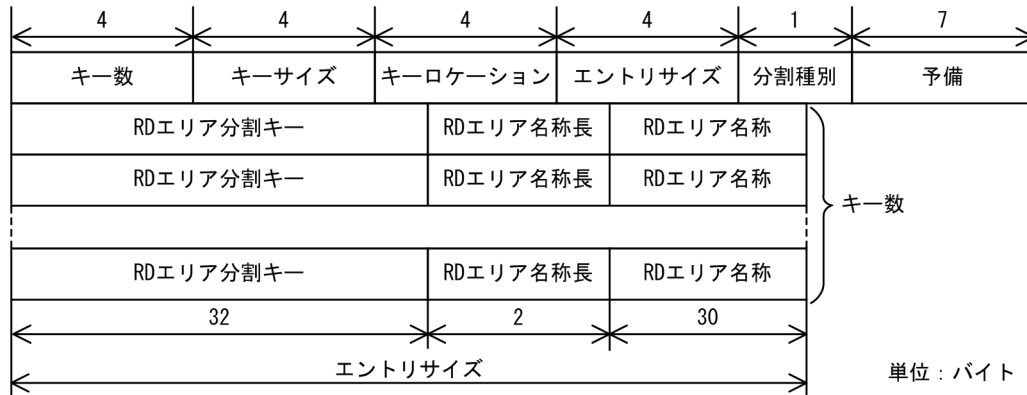 4 4 4 4 1 7
キー数 キーサイズ キーロケーション エントリサイズ 分割種別 予備
RDエリア分割キー RDエリア名称長 RDエリア名称
RDエリア分割キー RDエリア名称長 RDエリア名称
キー数
RDエリア分割キー RDエリア名称長 RDエリア名称
32 2 30
エントリサイズ
単位：バイト